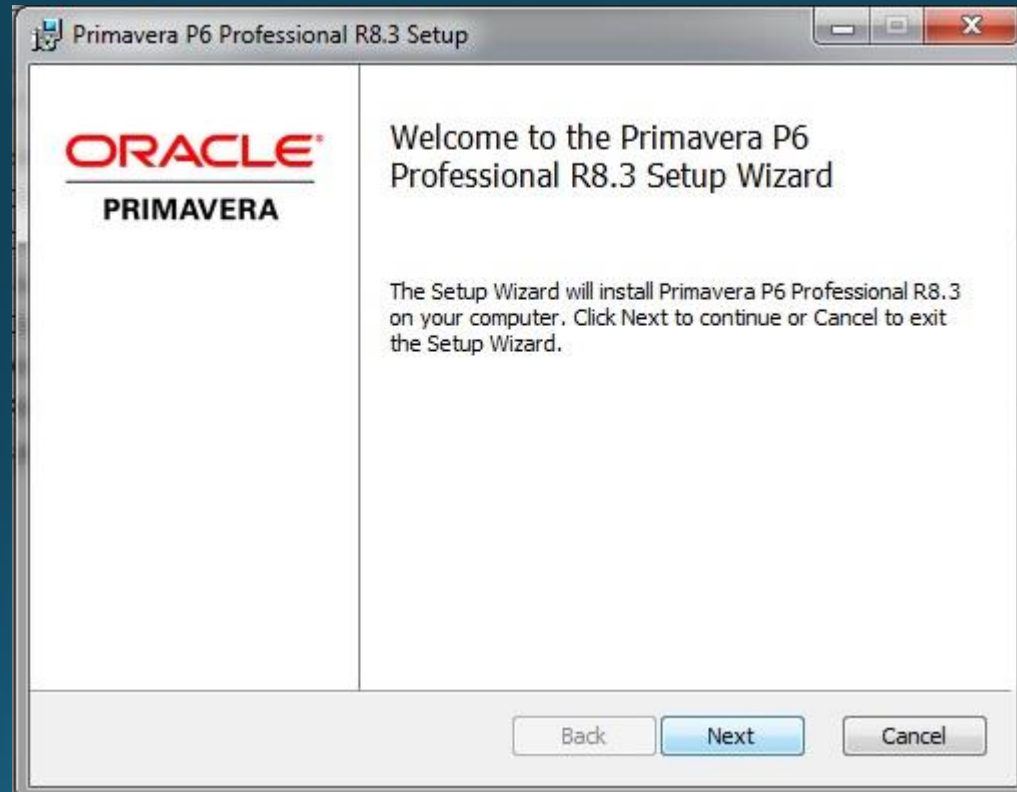 Primavera P6 Professional R8.3 Setup
ORACLE
PRIMAVERA
Welcome to the Primavera P6
Professional R8.3 Setup Wizard
The Setup Wizard will install Primavera P6 Professional R8.3
on your computer. Click Next to continue or Cancel to exit
the Setup Wizard.
Back Next Cancel